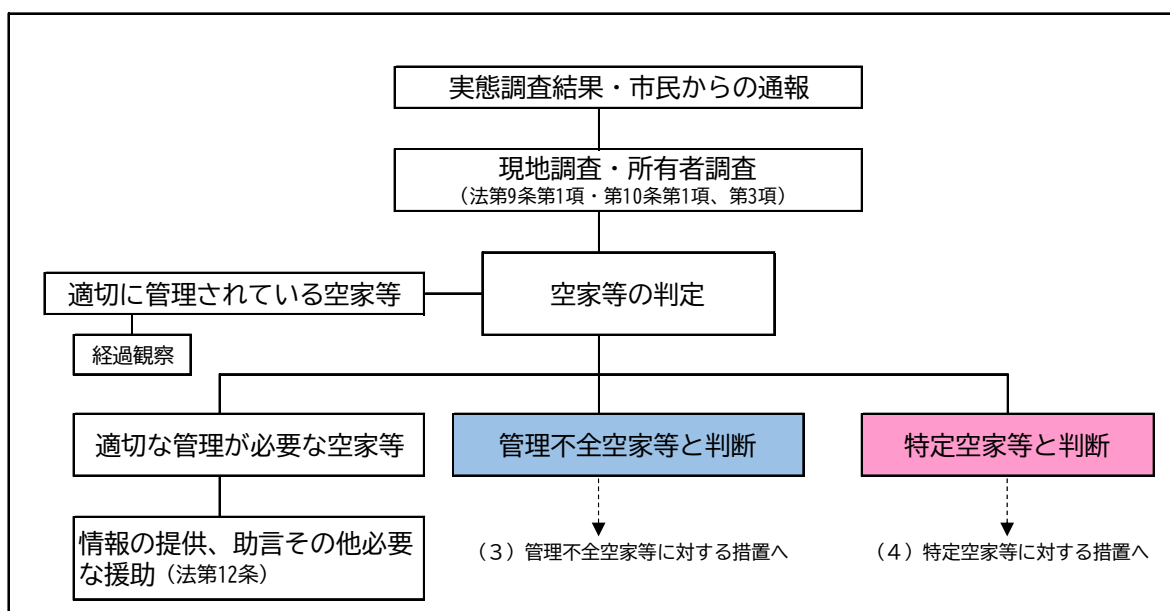 実態調査結果・市民からの通報
現地調査・所有者調査
（法第9条第1項・第10条第1項、第3項）
適切に管理されている空家等
空家等の判定
経過観察
適切な管理が必要な空家等
管理不全空家等と判断
特定空家等と判断
情報の提供、助言その他必要
な援助（法第12条）
（３）管理不全空家等に対する措置へ
（４）特定空家等に対する措置へ